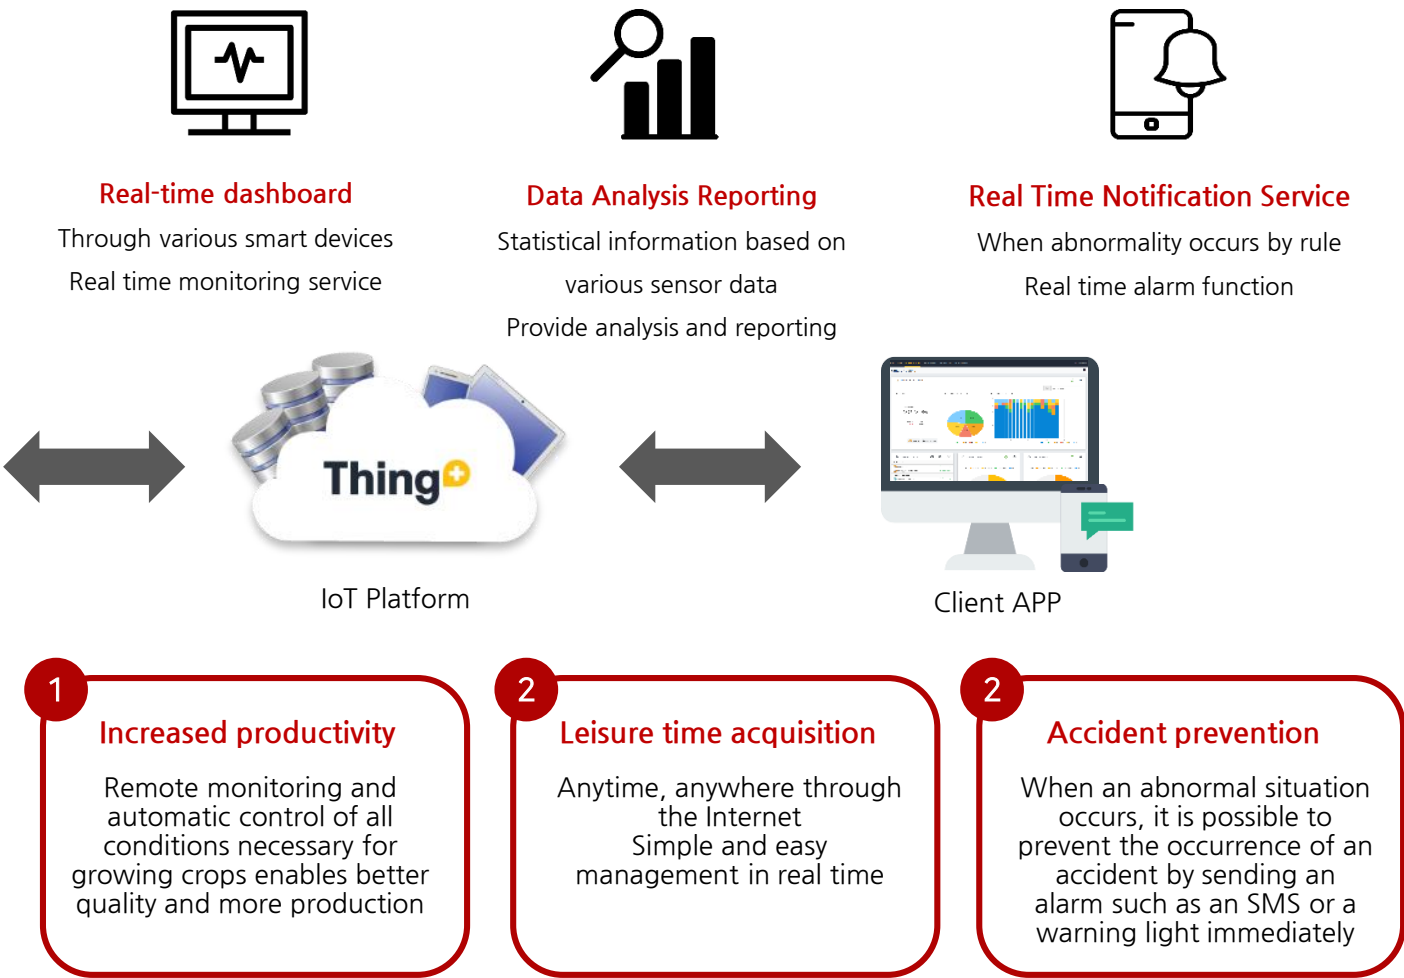 Real-time dashboard
Through various smart devices
Real time monitoring service
Data Analysis Reporting
Statistical information based on
various sensor data
Provide analysis and reporting
Real Time Notification Service
When abnormality occurs by rule
Real time alarm function
Thing+
IoT Platform
Client APP
1
Increased productivity
Remote monitoring and
automatic control of all
conditions necessary for
growing crops enables better
quality and more production
2
Leisure time acquisition
Anytime, anywhere through
the Internet
Simple and easy
management in real time
2
Accident prevention
When an abnormal situation
occurs, it is possible to
prevent the occurrence of an
accident by sending an
alarm such as an SMS or a
warning light immediately